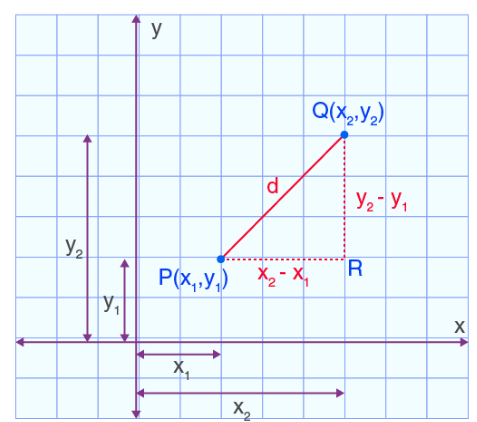 y
Q(x₂,y₂)
d
y₂ - y₁
y₂
P(x₁,y₁)
x₂ - x₁
R
y₁
x
x₁
x₂